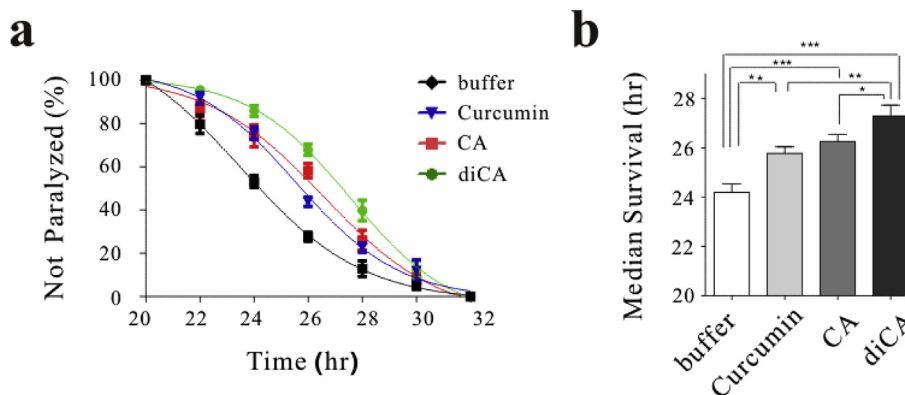 a
Not Paralyzed (%)
100
80
60
40
20
0
20
22
24
26
28
30
32
Time (hr)
buffer
Curcumin
CA
diCA
b
Median Survival (hr)
28
26
24
22
20
***
***
**
**
*
buffer
Curcumin
CA
diCA